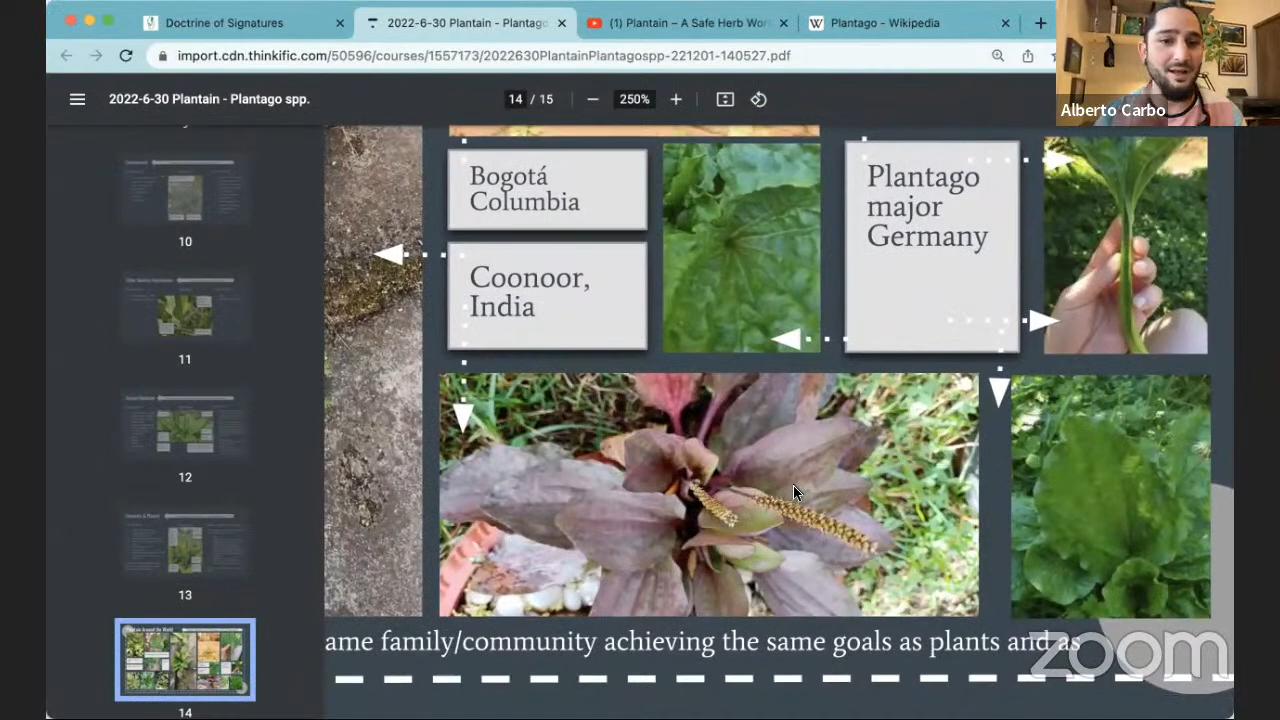 Doctrine of Signatures
2022-6-30 Plantain - Plantago
(1) Plantain – A Safe Herb Wor
Plantago - Wikipedia
import.cdn.thinkific.com/50596/courses/1557173/2022630PlantainPlantagospp-221201-140527.pdf
2022-6-30 Plantain - Plantago spp.
14 / 15
250%
Alberto Carbo
10
11
12
13
14
Bogotá
Columbia
Coonoor,
India
Plantago
major
Germany
ame family/community achieving the same goals as plants and as
zoom